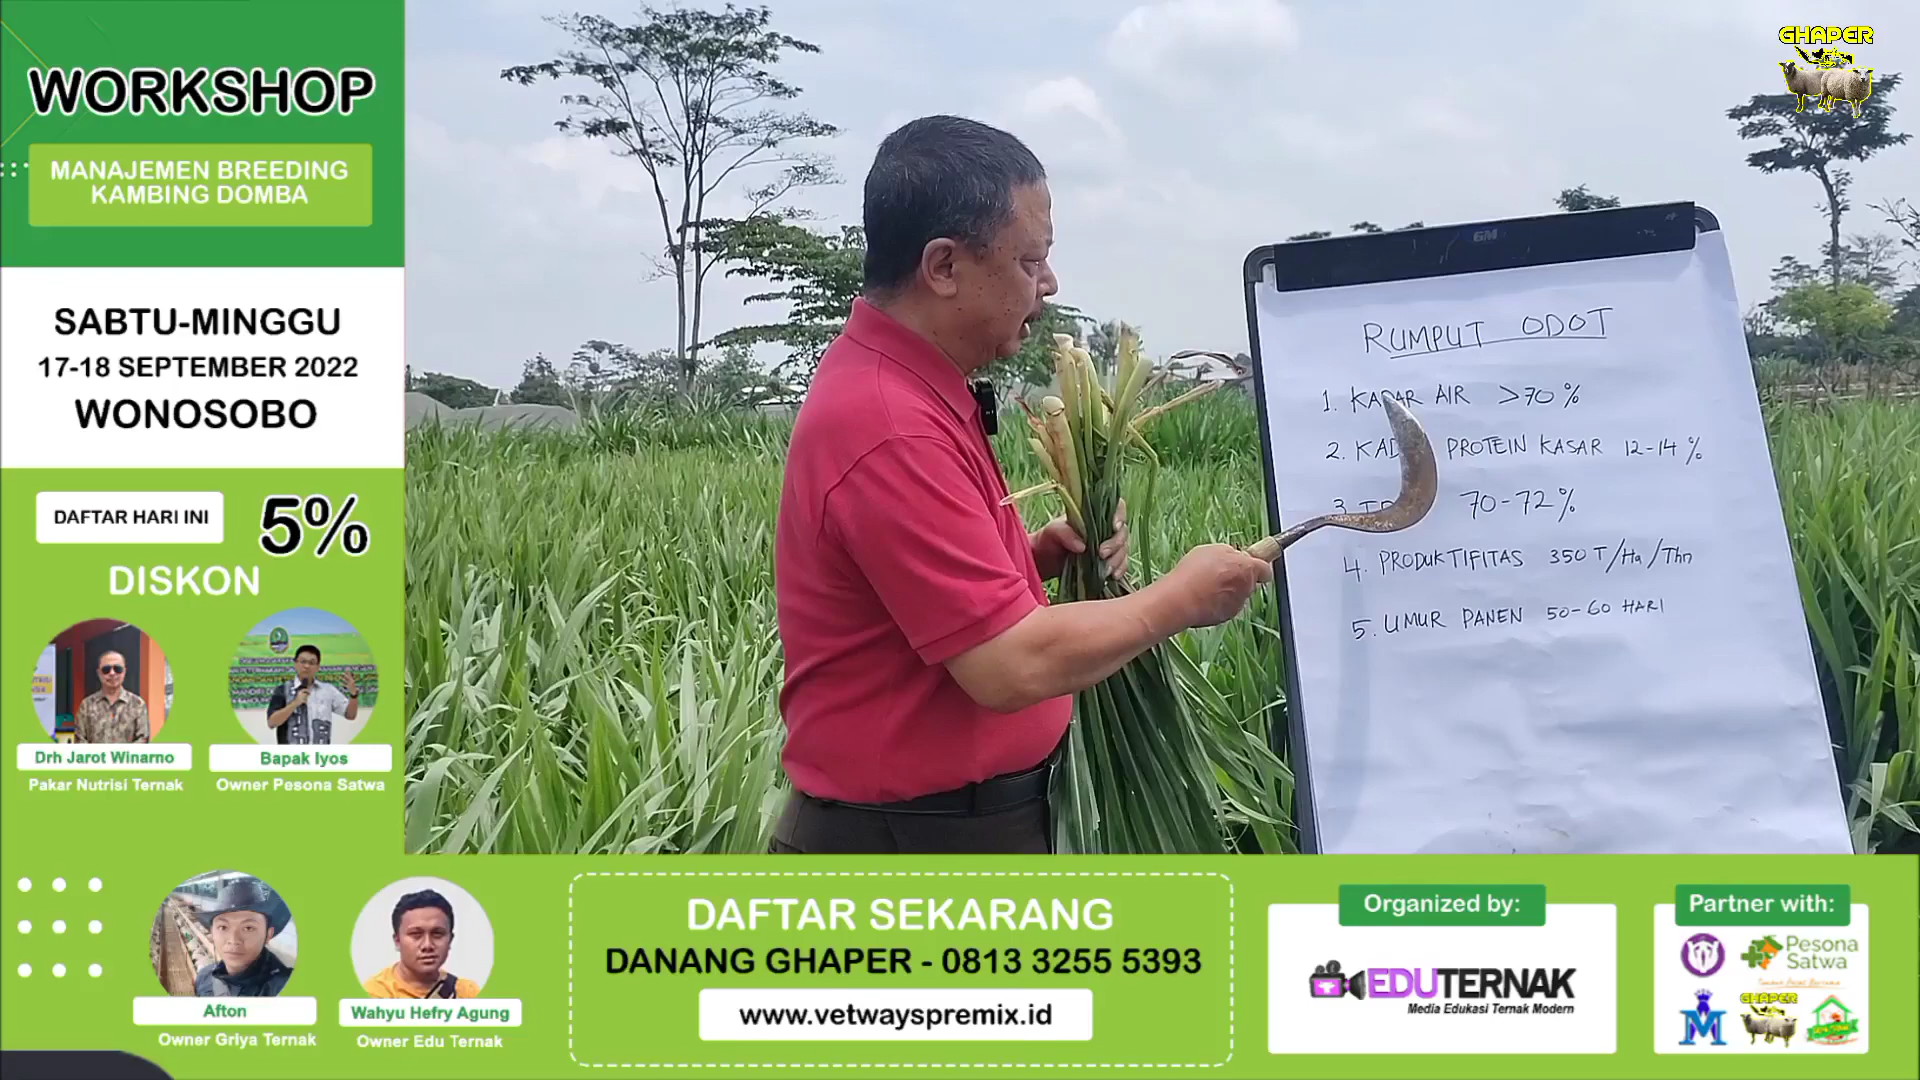 WORKSHOP
MANAJEMEN BREEDING
KAMBING DOMBA
SABTU-MINGGU
17-18 SEPTEMBER 2022
WONOSOBO
DAFTAR HARI INI
5%
DISKON
Drh Jarot Winarno
Pakar Nutrisi Ternak
Bapak Iyos
Owner Pesona Satwa
GHAPER
GM
RUMPUT ODOT
1. KADAR AIR >70%
2. KAD PROTEIN KASAR 12-14%
3. 70-72%
4. PRODUKTIFITAS 350 T/Ha/Thn
5. UMUR PANEN 50-60 HARI
Afton
Owner Griya Ternak
Wahyu Hefry Agung
Owner Edu Ternak
DAFTAR SEKARANG
DANANG GHAPER - 0813 3255 5393
www.vetwayspremix.id
Organized by:
EDUTERNAK
Media Edukasi Ternak Modern
Partner with:
Pesona
Satwa
GHAPER